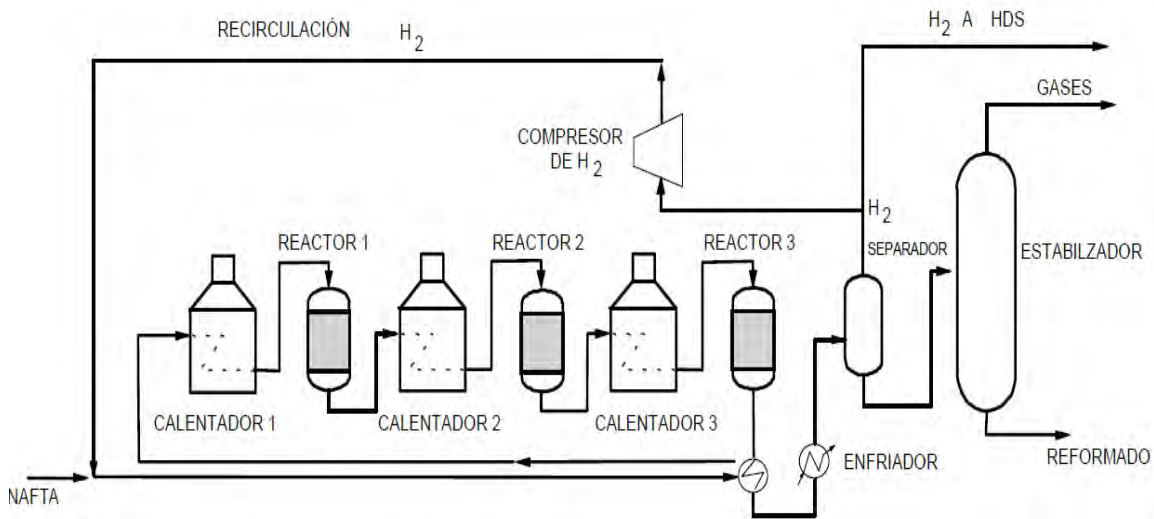 RECIRCULACIÓN H2
H2 A HDS
GASES
COMPRESOR
DE H2
H2
REACTOR 1
REACTOR 2
REACTOR 3
SEPARADOR
ESTABILZADOR
CALENTADOR 1
CALENTADOR 2
CALENTADOR 3
ENFRIADOR
REFORMADO
NAFTA